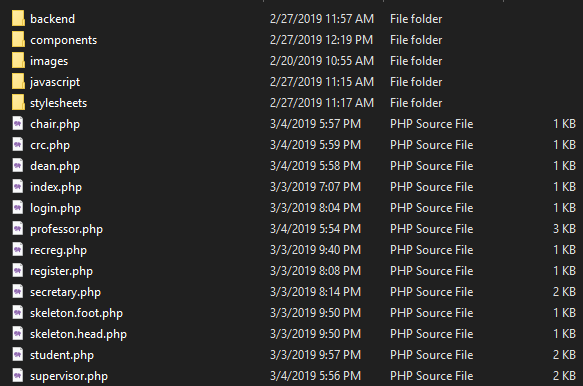 backend 2/27/2019 11:57 AM File folder
components 2/27/2019 12:19 PM File folder
images 2/20/2019 10:55 AM File folder
javascript 2/27/2019 11:15 AM File folder
stylesheets 2/27/2019 11:17 AM File folder
chair.php 3/4/2019 5:57 PM PHP Source File 1 KB
crc.php 3/4/2019 5:59 PM PHP Source File 1 KB
dean.php 3/4/2019 5:58 PM PHP Source File 1 KB
index.php 3/3/2019 7:07 PM PHP Source File 1 KB
login.php 3/3/2019 8:04 PM PHP Source File 1 KB
professor.php 3/4/2019 5:54 PM PHP Source File 3 KB
recreg.php 3/3/2019 9:40 PM PHP Source File 1 KB
register.php 3/3/2019 8:08 PM PHP Source File 1 KB
secretary.php 3/3/2019 8:14 PM PHP Source File 2 KB
skeleton.foot.php 3/3/2019 9:50 PM PHP Source File 1 KB
skeleton.head.php 3/3/2019 9:50 PM PHP Source File 1 KB
student.php 3/3/2019 9:57 PM PHP Source File 2 KB
supervisor.php 3/4/2019 5:56 PM PHP Source File 2 KB